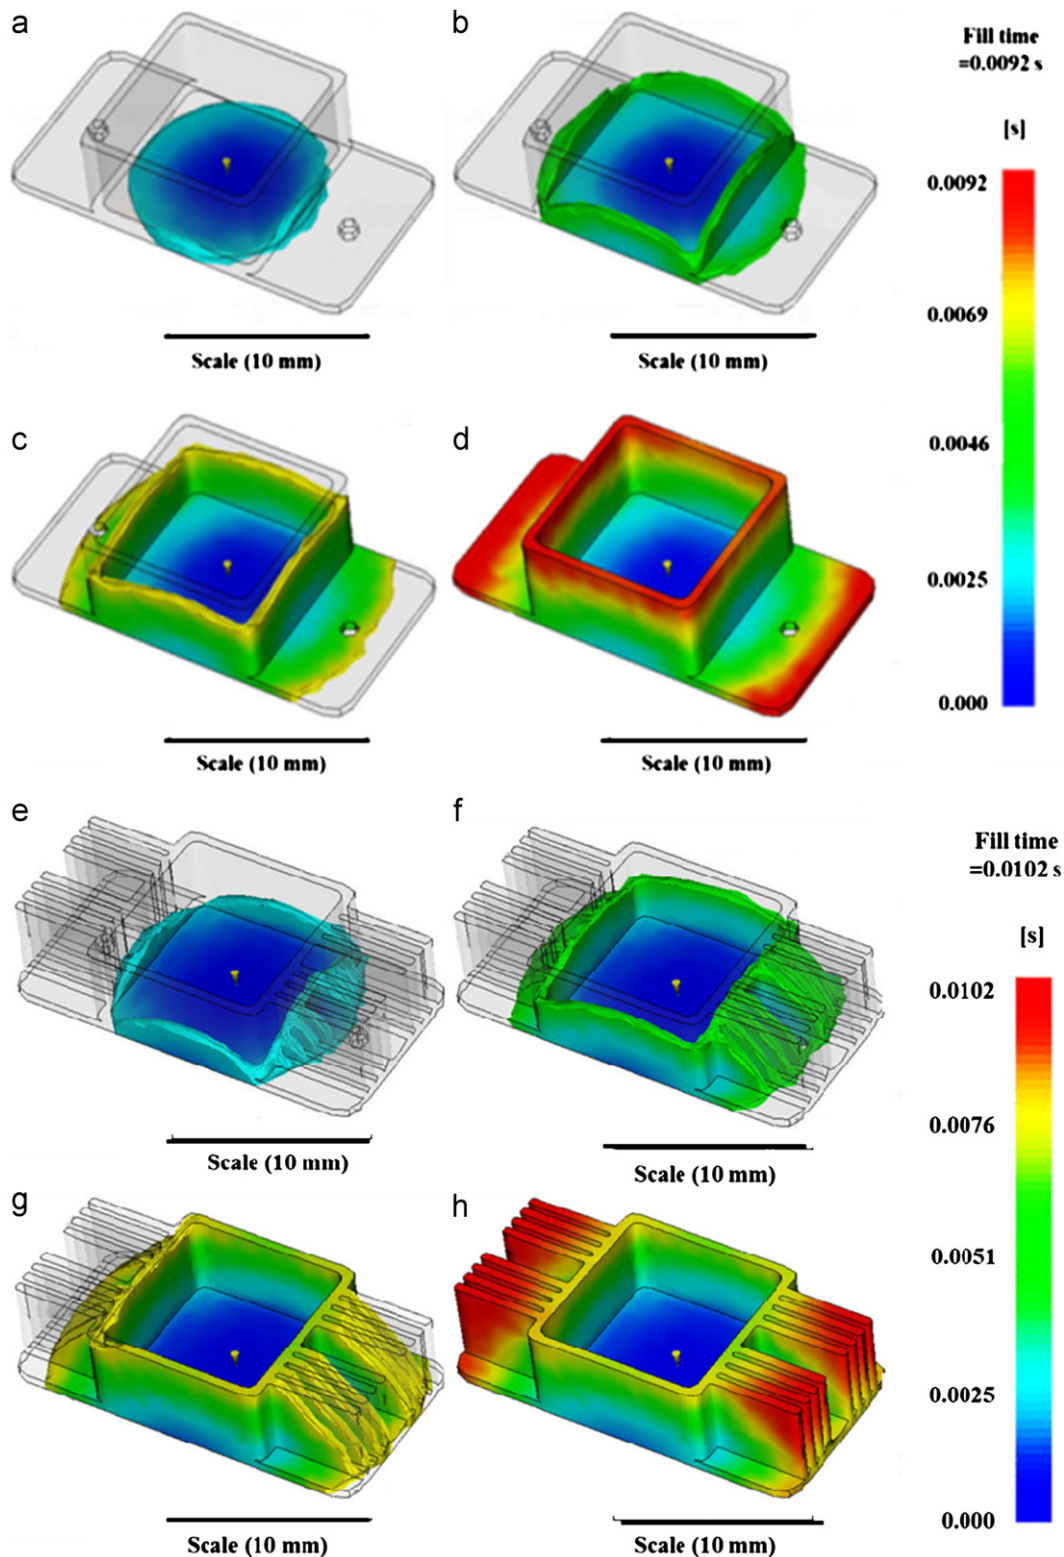 a
b
Fill time
=0.0092 s
[s]
0.0092
0.0069
0.0046
0.0025
0.000
Scale (10 mm)
Scale (10 mm)
c
d
Scale (10 mm)
Scale (10 mm)
e
f
Fill time
=0.0102 s
[s]
0.0102
0.0076
0.0051
0.0025
0.000
Scale (10 mm)
Scale (10 mm)
g
h
Scale (10 mm)
Scale (10 mm)